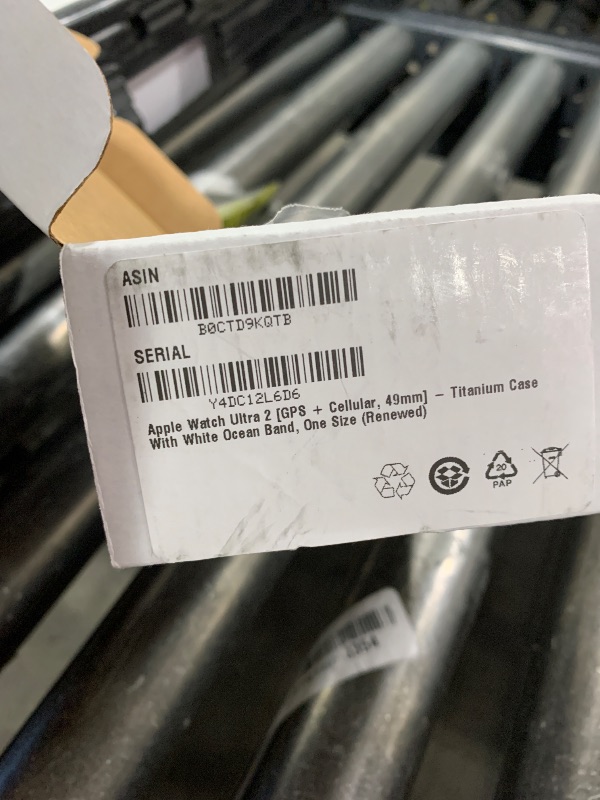 ASIN
B0CTD9KQTB
SERIAL
Y4DC12L6D6
Apple Watch Ultra 2 [GPS + Cellular, 49mm] – Titanium Case
With White Ocean Band, One Size (Renewed)
20
PAP